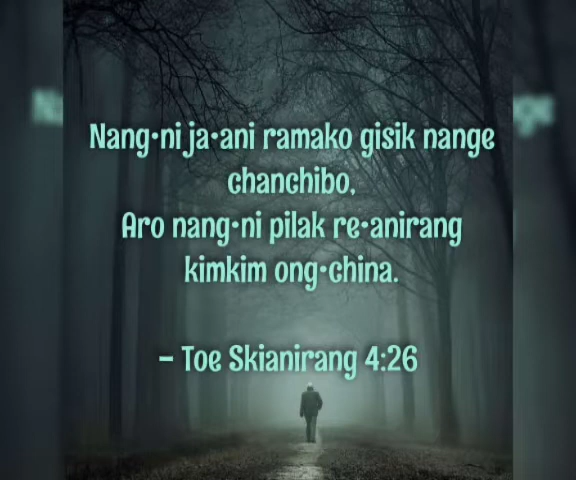 Nang•ni ja•ani ramako gisik nange
chanchibo,
Aro nang•ni pilak re•anirang
kimkim ong•china.
– Toe Skianirang 4:26